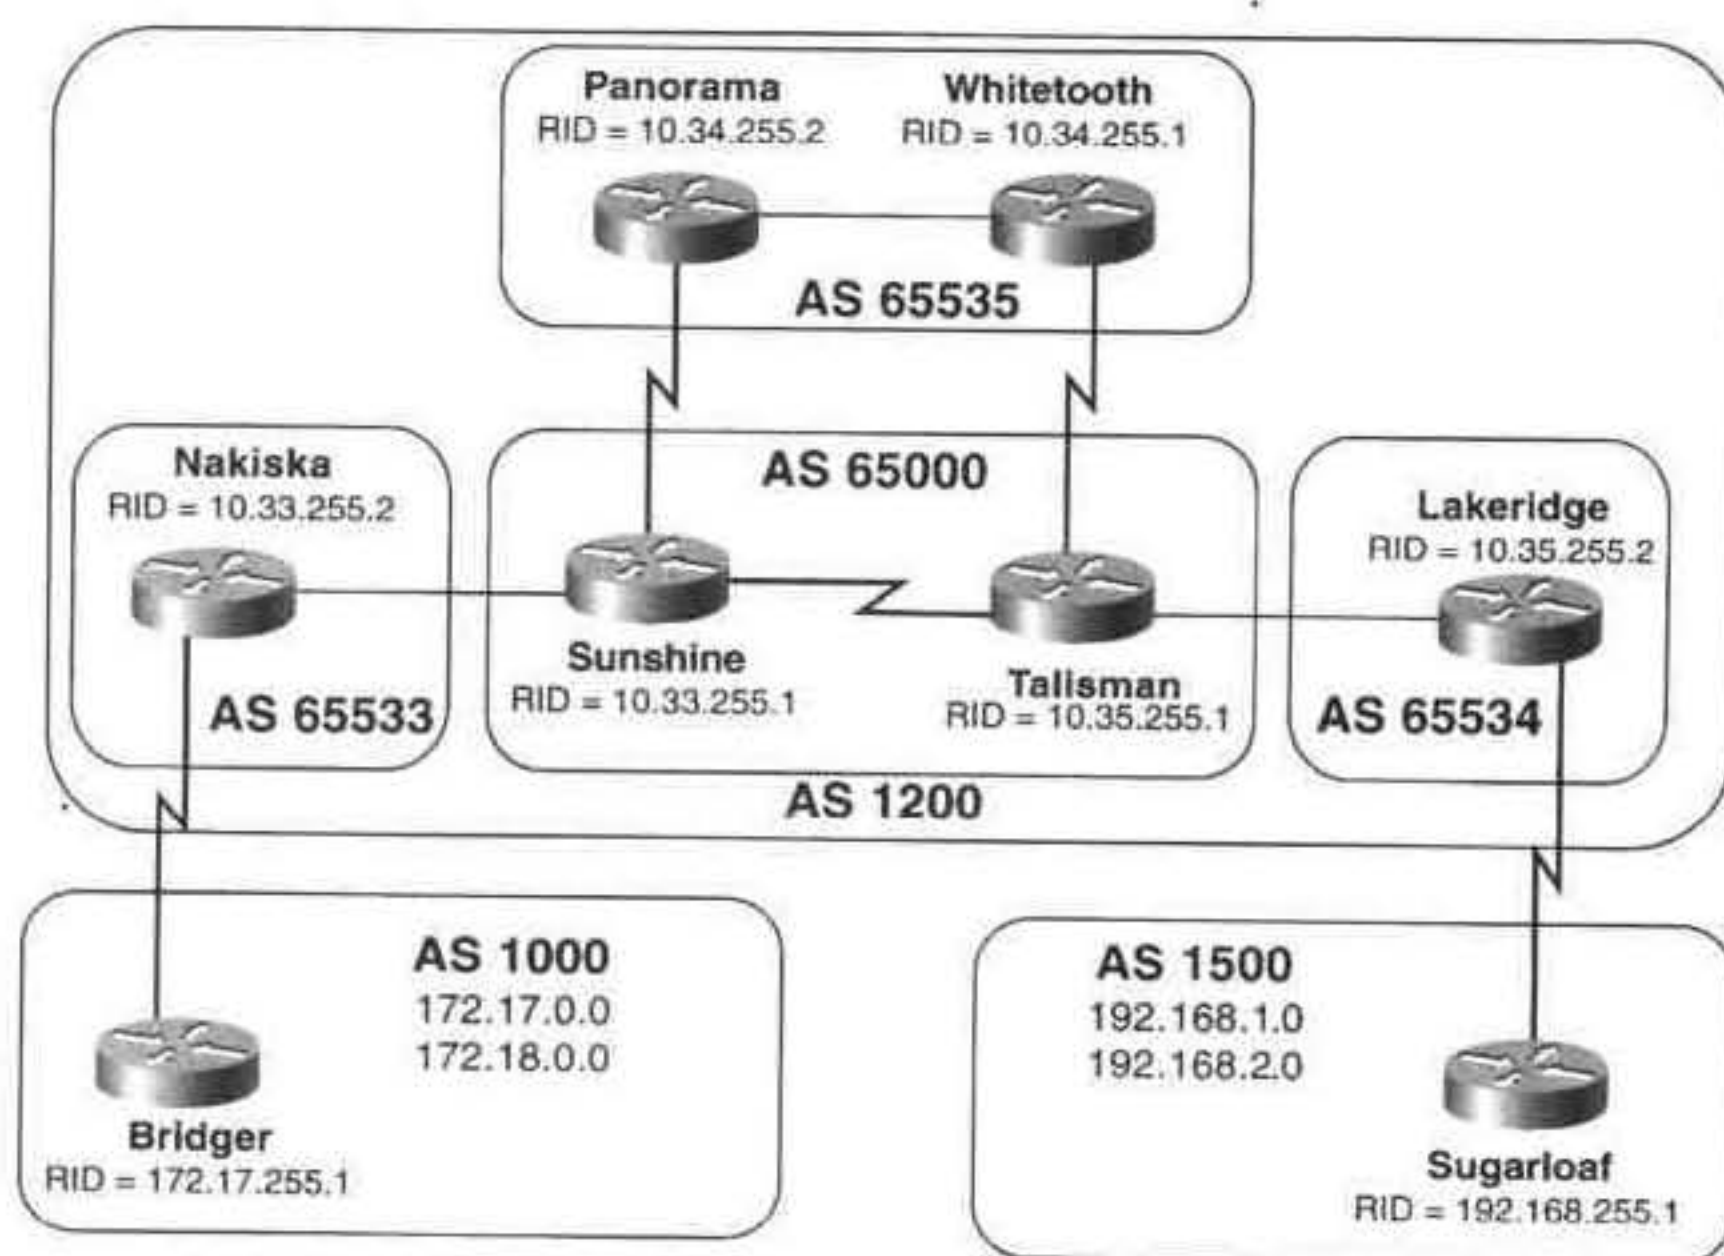 Panorama
RID = 10.34.255.2
Whitetooth
RID = 10.34.255.1
AS 65535
Nakiska
RID = 10.33.255.2
AS 65533
AS 65000
Sunshine
RID = 10.33.255.1
Talisman
RID = 10.35.255.1
Lakeridge
RID = 10.35.255.2
AS 65534
AS 1200
AS 1000
172.17.0.0
172.18.0.0
Bridger
RID = 172.17.255.1
AS 1500
192.168.1.0
192.168.2.0
Sugarloaf
RID = 192.168.255.1